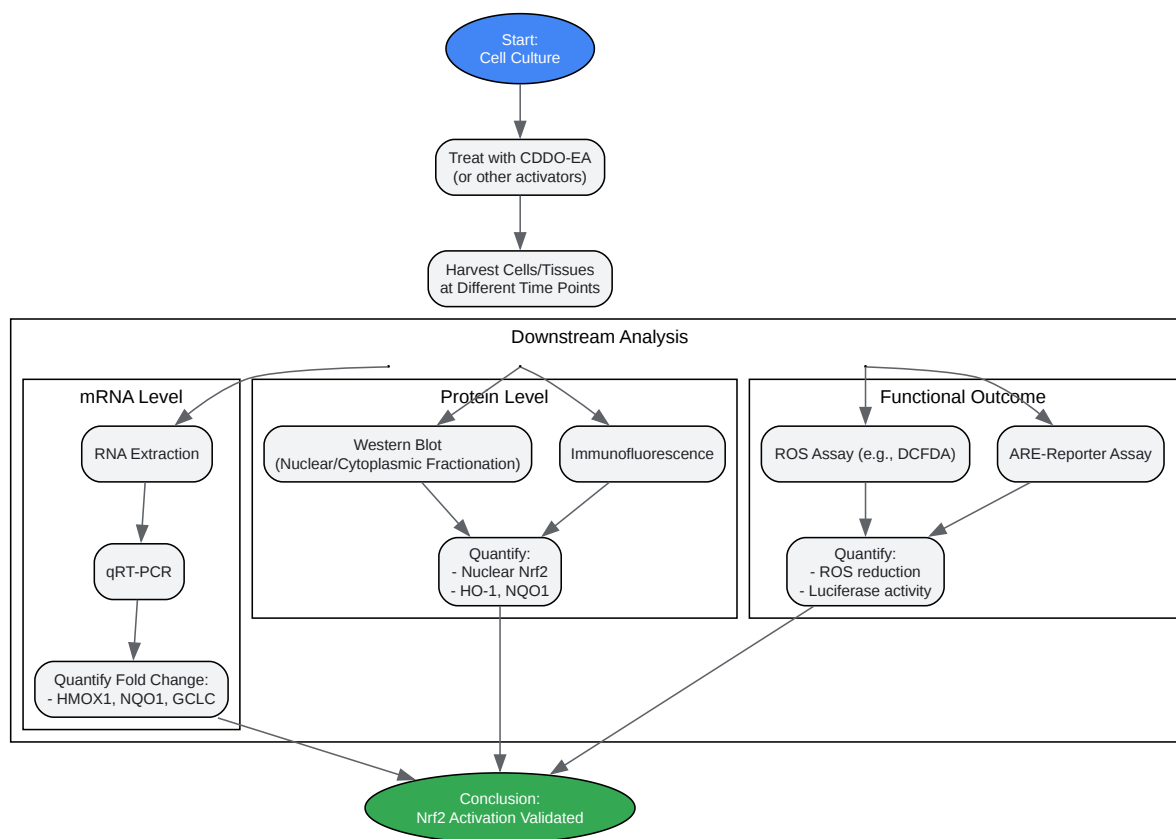 Start:
Cell Culture
Treat with CDDO-EA
(or other activators)
Harvest Cells/Tissues
at Different Time Points
Downstream Analysis
mRNA Level
RNA Extraction
qRT-PCR
Quantify Fold Change:
- HMOX1, NQO1, GCLC
Protein Level
Western Blot
(Nuclear/Cytoplasmic Fractionation)
Immunofluorescence
Quantify:
- Nuclear Nrf2
- HO-1, NQO1
Functional Outcome
ROS Assay (e.g., DCFDA)
ARE-Reporter Assay
Quantify:
- ROS reduction
- Luciferase activity
Conclusion:
Nrf2 Activation Validated